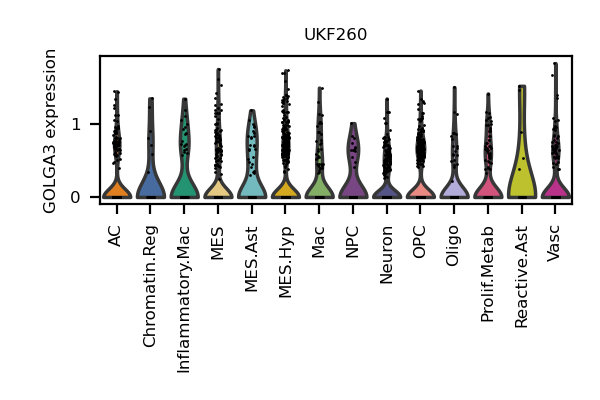 UKF260
GOLGA3 expression
1
0
AC
Chromatin.Reg
Inflammatory.Mac
MES
MES.Ast
MES.Hyp
Mac
NPC
Neuron
OPC
Oligo
Prolif.Metab
Reactive.Ast
Vasc